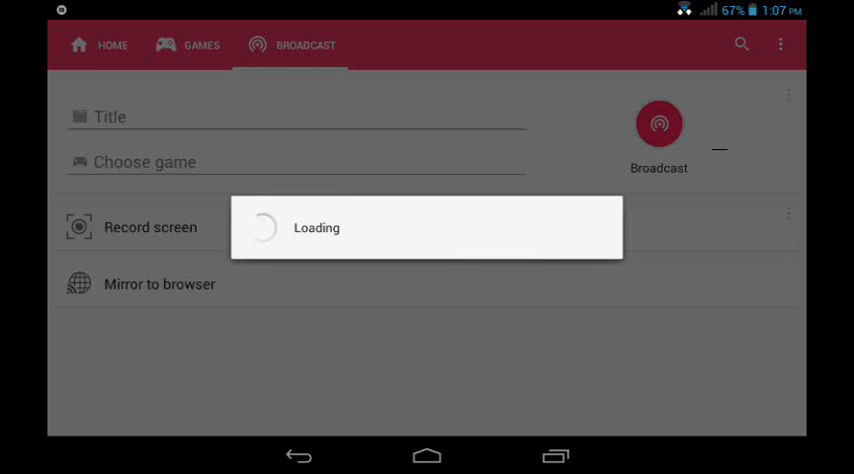 67% 1:07 PM
HOME GAMES BROADCAST
Title
Choose game
Broadcast
Record screen
Loading
Mirror to browser